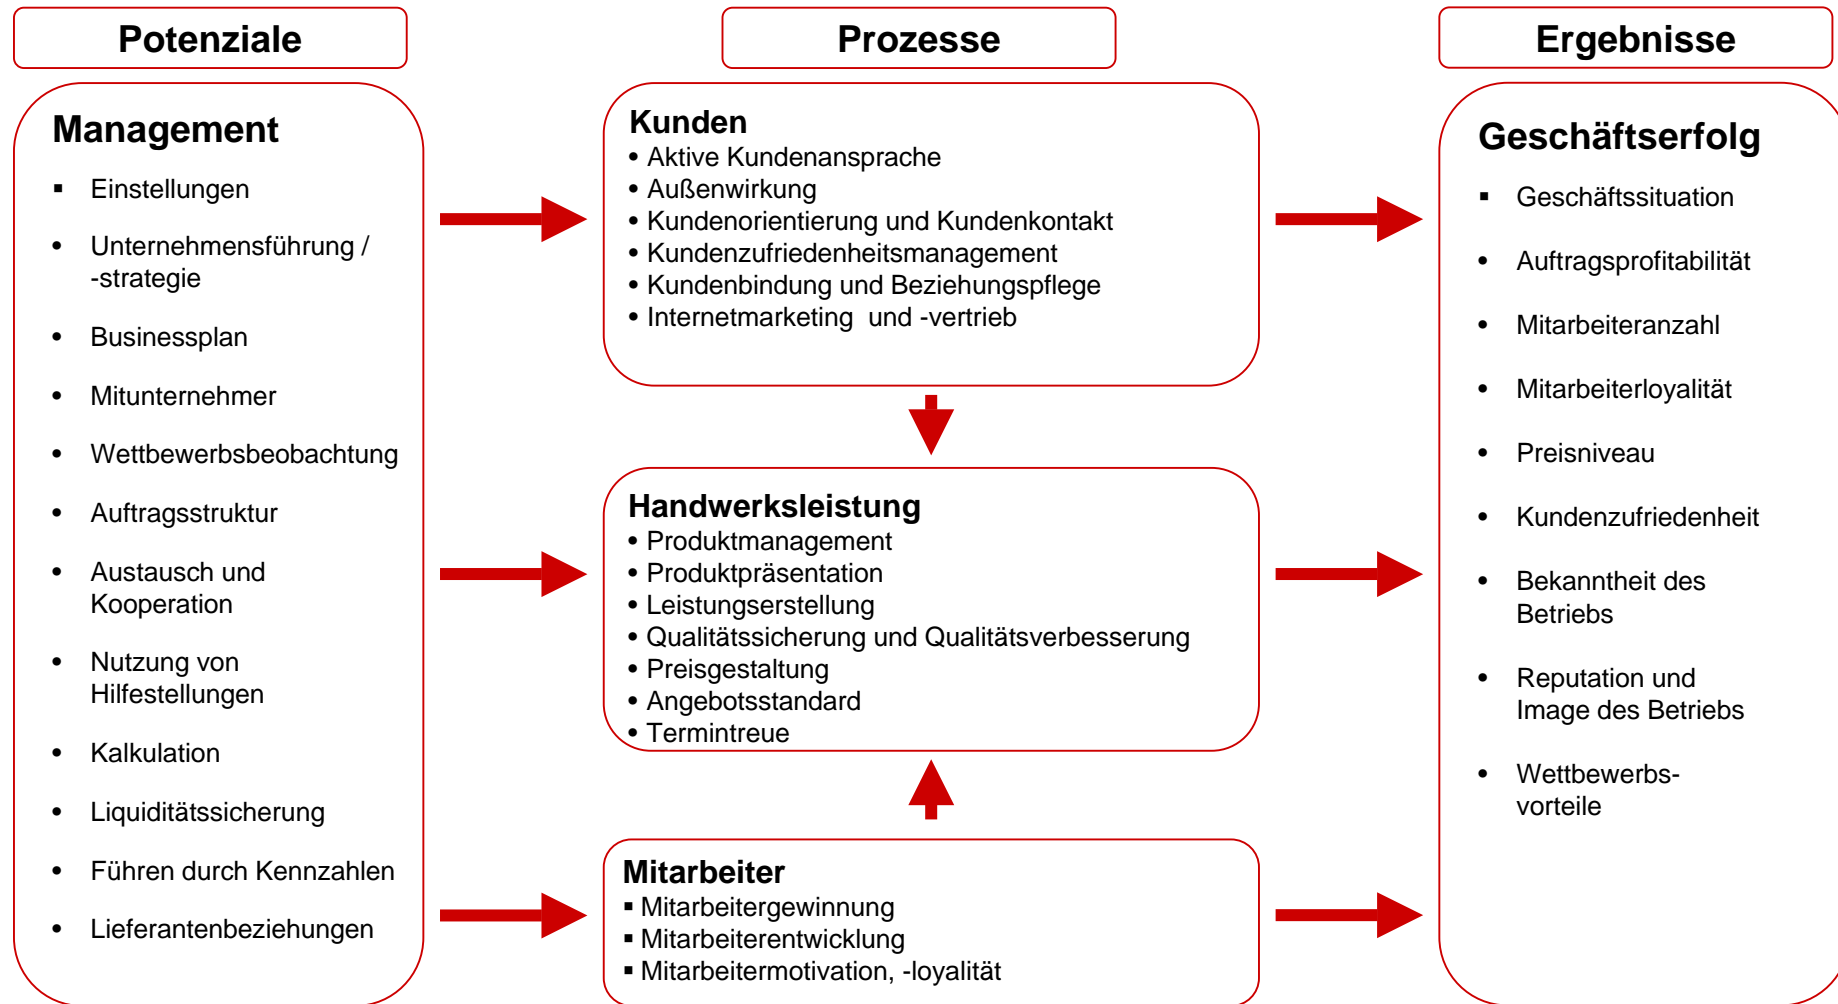 Potenziale
Management
▪ Einstellungen
• Unternehmensführung /
-strategie
• Businessplan
• Mitunternehmer
• Wettbewerbsbeobachtung
• Auftragsstruktur
• Austausch und
Kooperation
• Nutzung von
Hilfestellungen
• Kalkulation
• Liquiditätssicherung
• Führen durch Kennzahlen
• Lieferantenbeziehungen
Prozesse
Kunden
• Aktive Kundenansprache
• Außenwirkung
• Kundenorientierung und Kundenkontakt
• Kundenzufriedenheitsmanagement
• Kundenbindung und Beziehungspflege
• Internetmarketing und -vertrieb
Handwerksleistung
• Produktmanagement
• Produktpräsentation
• Leistungserstellung
• Qualitätssicherung und Qualitätsverbesserung
• Preisgestaltung
• Angebotsstandard
• Termintreue
Mitarbeiter
▪ Mitarbeitergewinnung
▪ Mitarbeiterentwicklung
▪ Mitarbeitermotivation, -loyalität
Ergebnisse
Geschäftserfolg
▪ Geschäftssituation
• Auftragsprofitabilität
• Mitarbeiteranzahl
• Mitarbeiterloyalität
• Preisniveau
• Kundenzufriedenheit
• Bekanntheit des
Betriebs
• Reputation und
Image des Betriebs
• Wettbewerbs-
vorteile